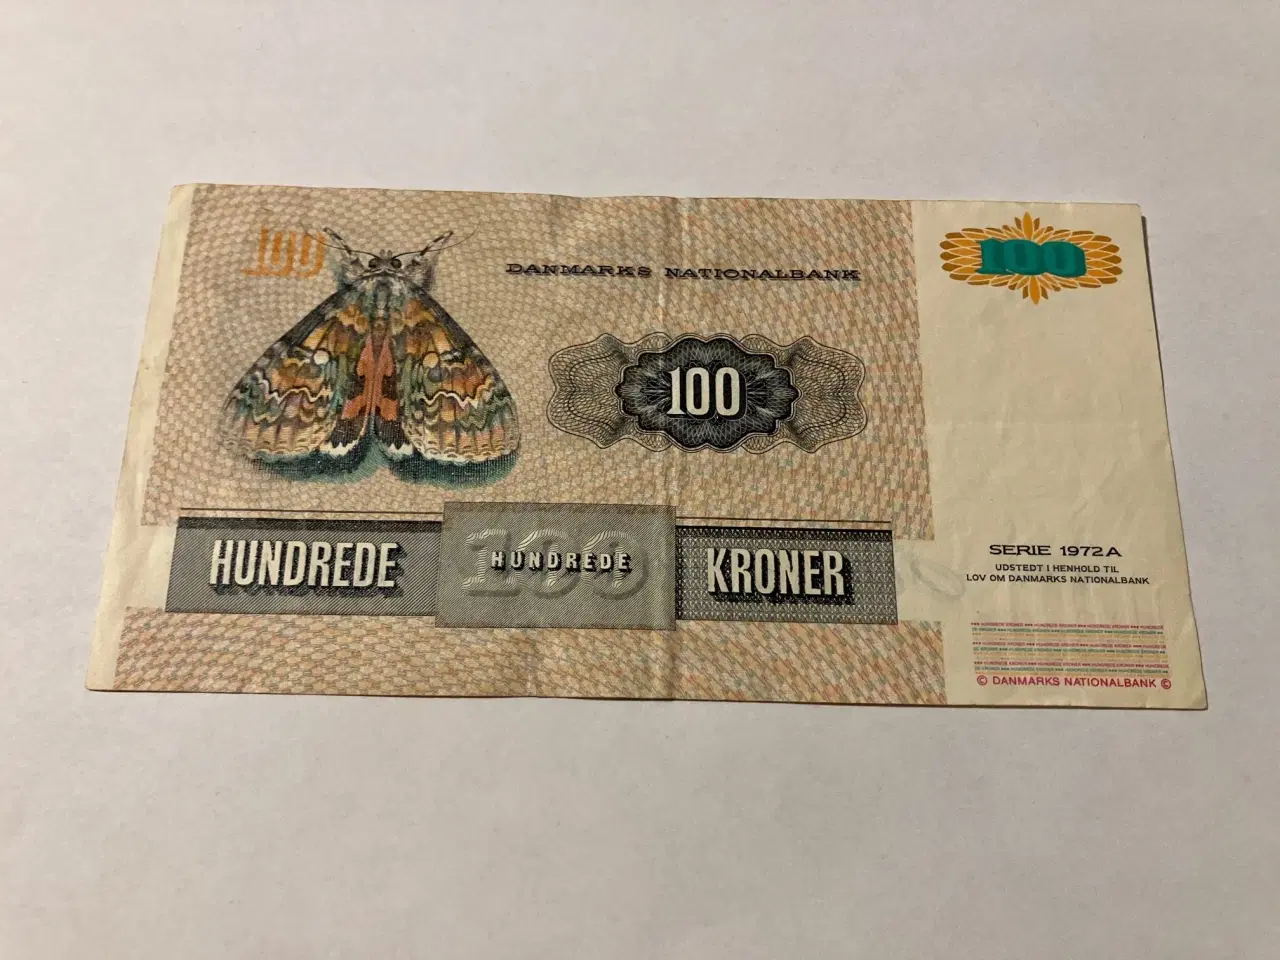 100
DANMARKS NATIONALBANK
100
100
HUNDREDE
100
HUNDREDE
KRONER
SERIE 1972A
UDSTEDT I HENHOLD TIL
LOV OM DANMARKS NATIONALBANK
© DANMARKS NATIONALBANK ©